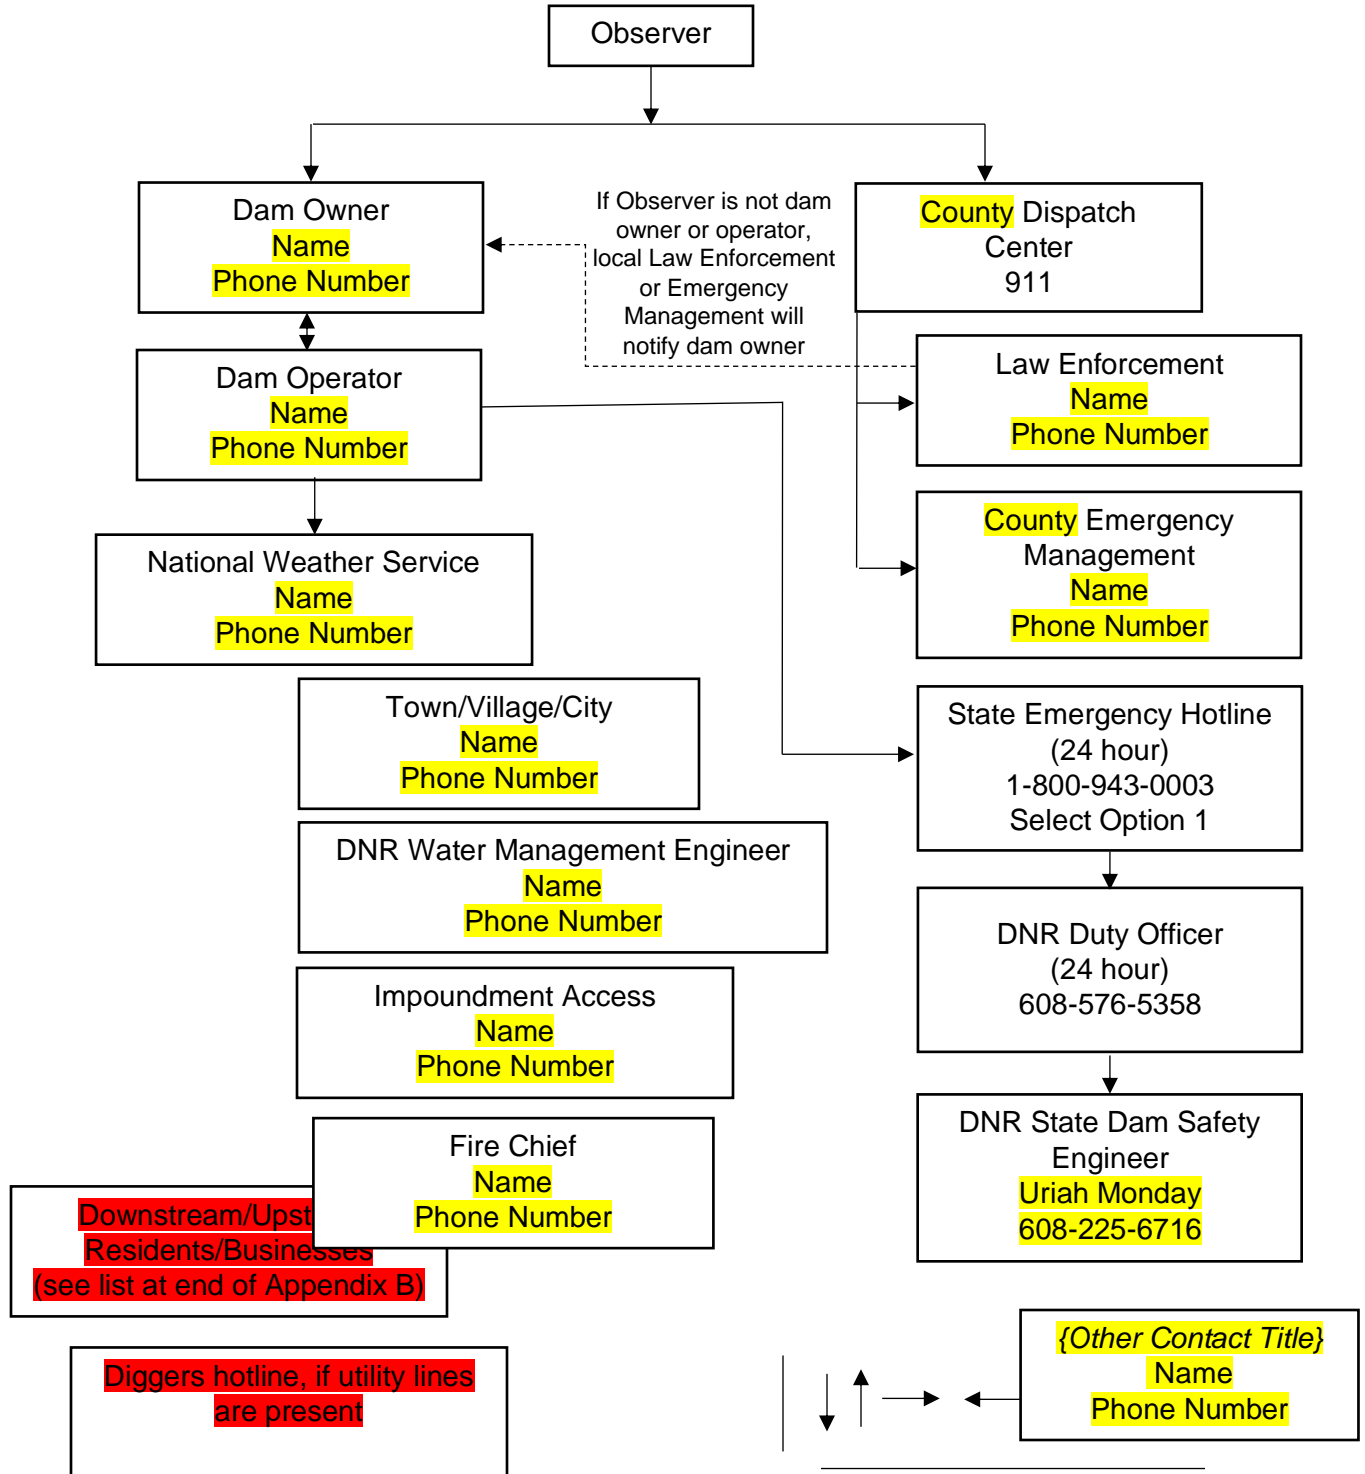 Observer
Dam Owner
Name
Phone Number
If Observer is not dam
owner or operator,
local Law Enforcement
or Emergency
Management will
notify dam owner
County Dispatch
Center
911
Dam Operator
Name
Phone Number
Law Enforcement
Name
Phone Number
National Weather Service
Name
Phone Number
County Emergency
Management
Name
Phone Number
Town/Village/City
Name
Phone Number
State Emergency Hotline
(24 hour)
1-800-943-0003
Select Option 1
DNR Water Management Engineer
Name
Phone Number
DNR Duty Officer
(24 hour)
608-576-5358
Impoundment Access
Name
Phone Number
DNR State Dam Safety
Engineer
Uriah Monday
608-225-6716
Fire Chief
Name
Phone Number
Downstream/Upst
Residents/Businesses
(see list at end of Appendix B)
{Other Contact Title}
Name
Phone Number
Diggers hotline, if utility lines
are present